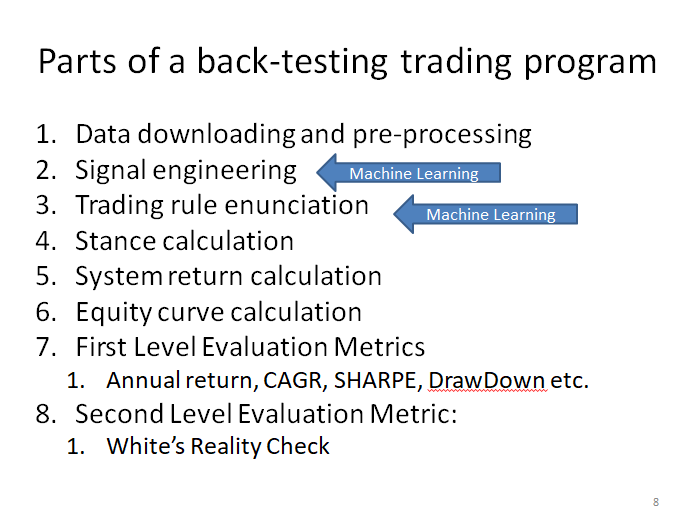 Parts of a back-testing trading program
1. Data downloading and pre-processing
2. Signal engineering
Machine Learning
3. Trading rule enunciation
Machine Learning
4. Stance calculation
5. System return calculation
6. Equity curve calculation
7. First Level Evaluation Metrics
1. Annual return, CAGR, SHARPE, DrawDown etc.
8. Second Level Evaluation Metric:
1. White’s Reality Check
8